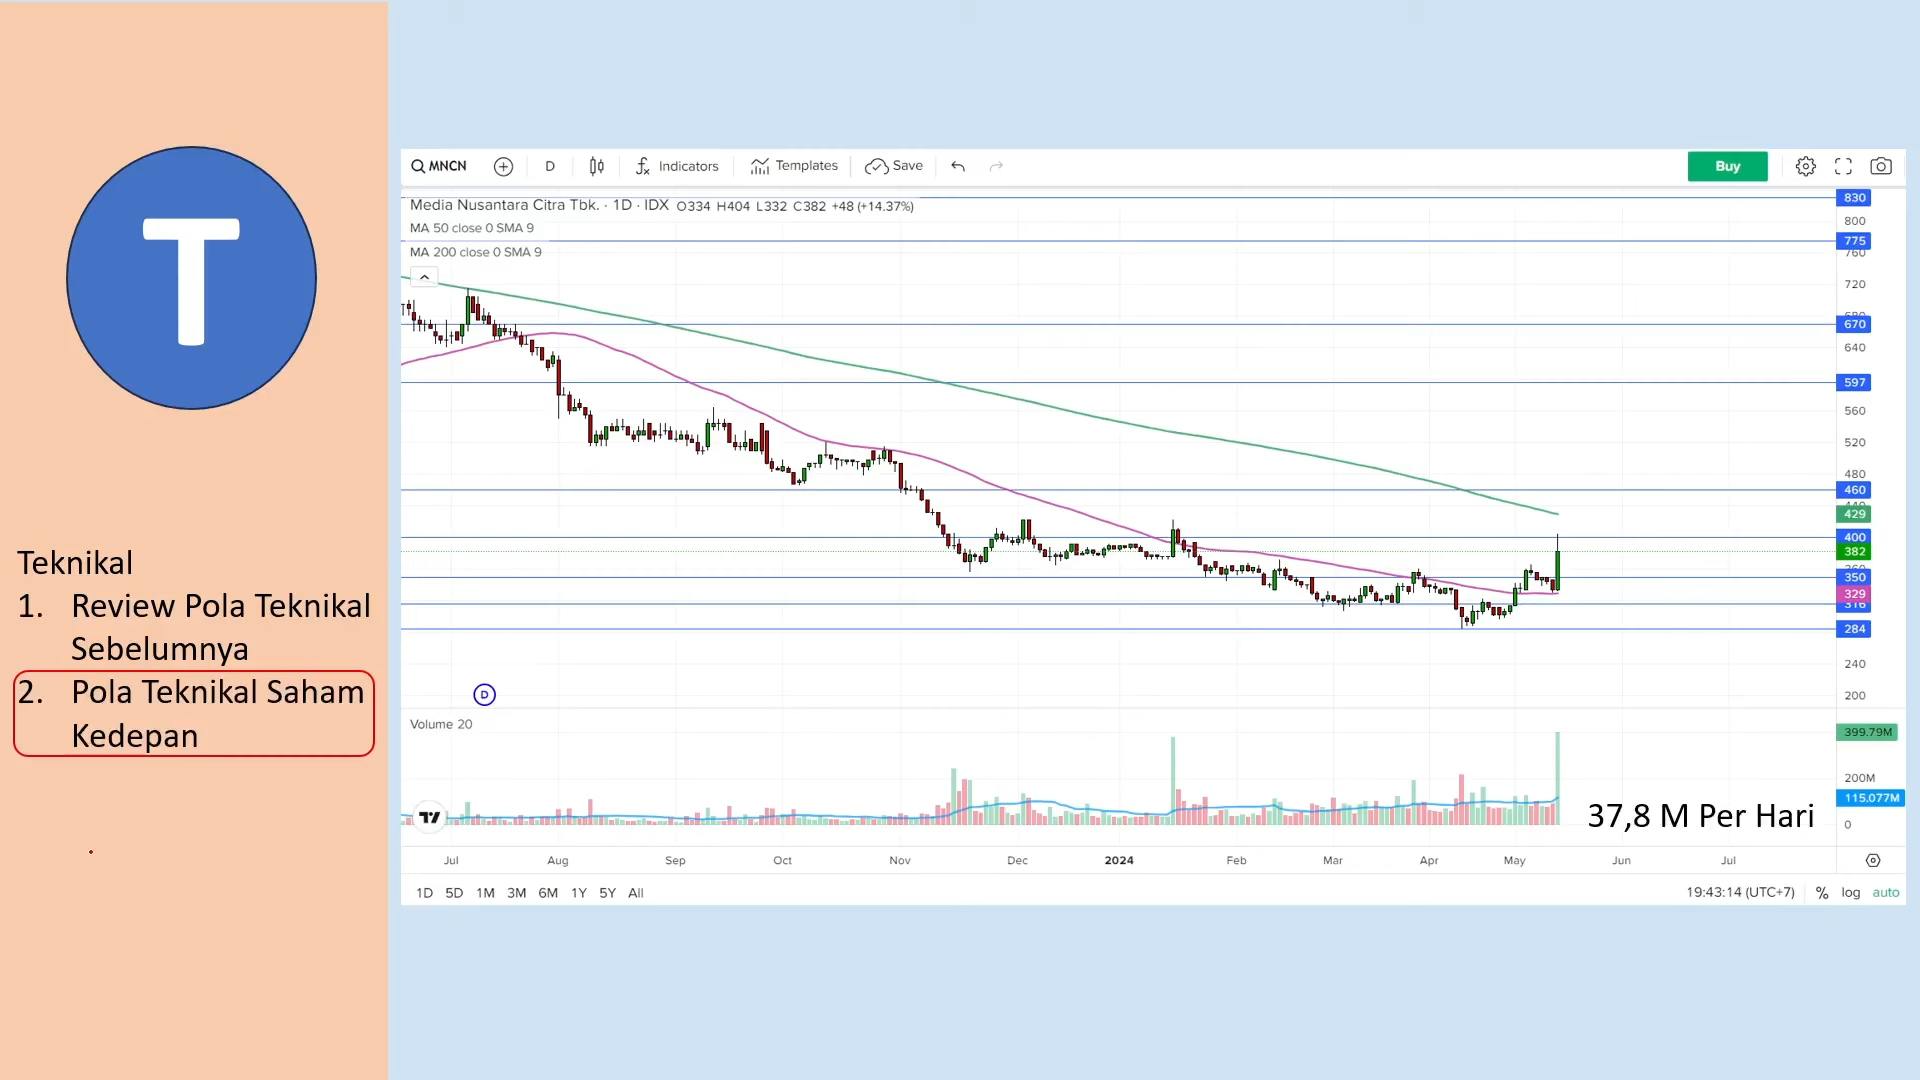 T
Teknikal
1. Review Pola Teknikal
Sebelumnya
2. Pola Teknikal Saham
Kedepan
MNCN
D
Indicators
Templates
Save
Buy
Media Nusantara Citra Tbk. · 1D · IDX O334 H404 L332 C382 +48 (+14.37%)
MA 50 close 0 SMA 9
MA 200 close 0 SMA 9
830
800
775
760
720
680
670
640
597
560
520
480
460
440
429
400
382
360
350
329
316
284
240
200
D
Volume 20
399.79M
200M
115.077M
0
37,8 M Per Hari
Jul Aug Sep Oct Nov Dec 2024 Feb Mar Apr May Jun Jul
1D 5D 1M 3M 6M 1Y 5Y All
19:43:14 (UTC+7) % log auto